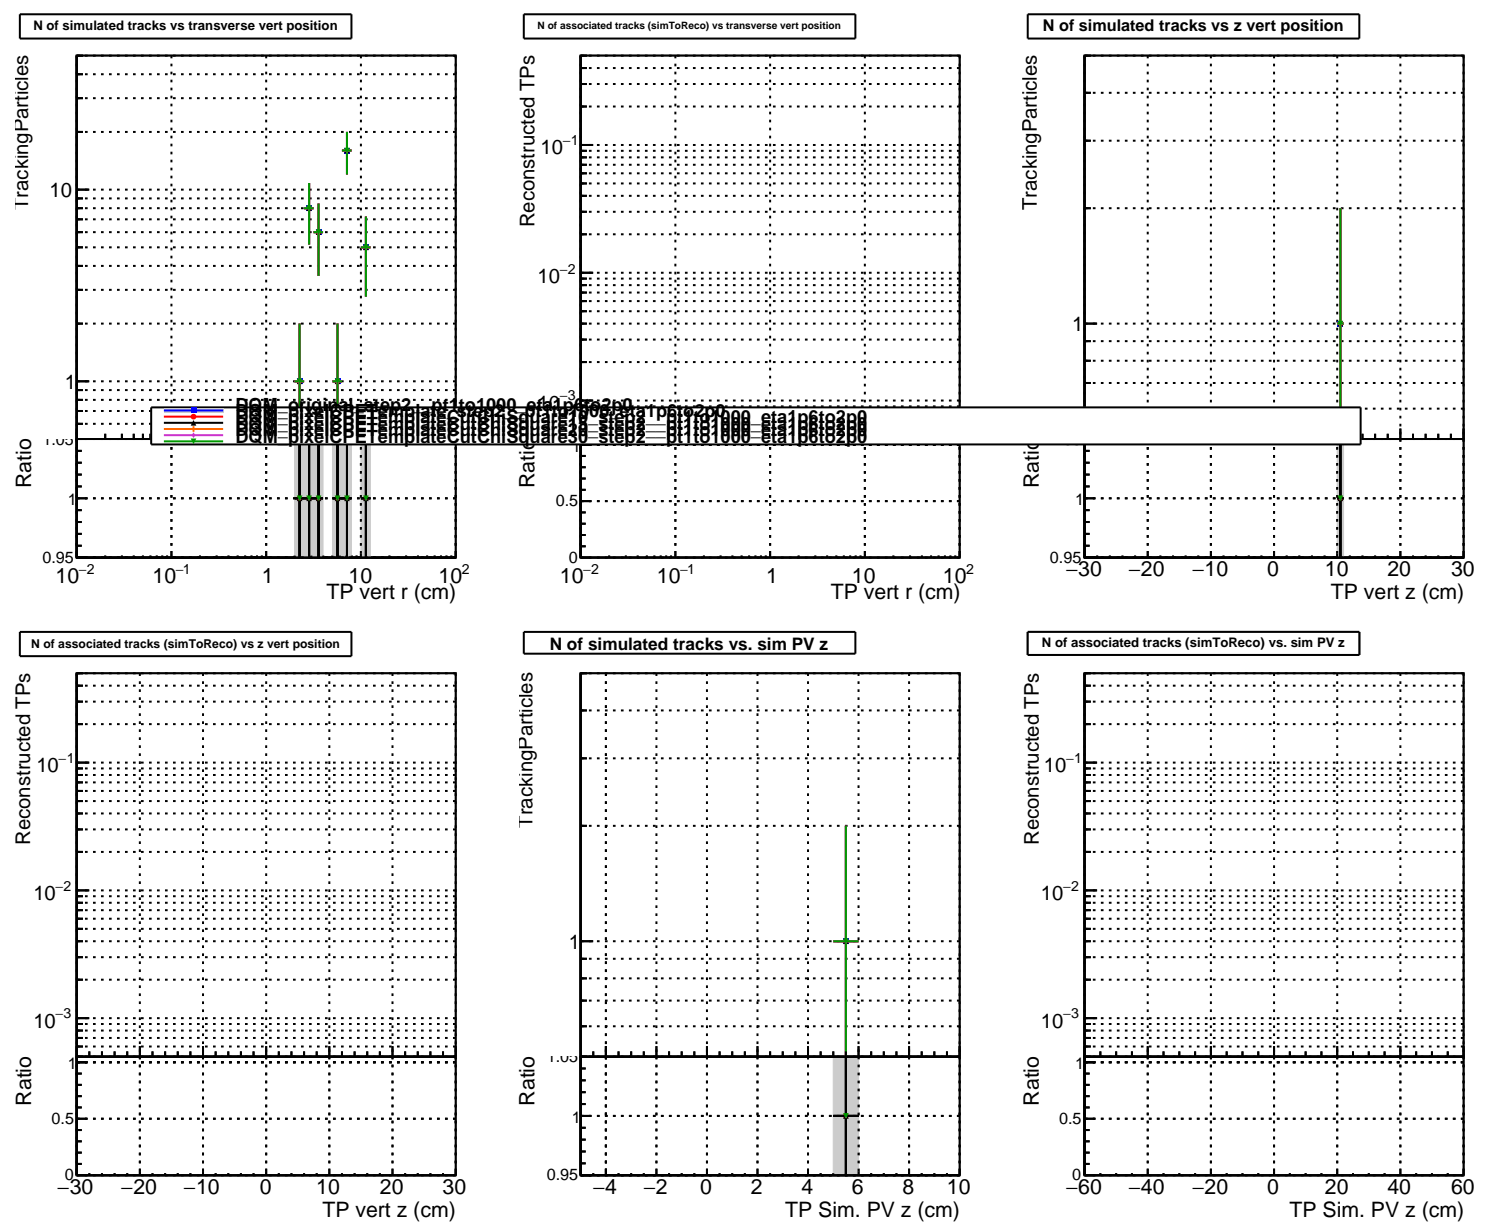 N of simulated tracks vs transverse vert position
TrackingParticles
10
1
Ratio
1
0.95
10−2 10−1 1 10 102
TP vert r (cm)
N of associated tracks (simToReco) vs transverse vert position
Reconstructed TPs
10−1
10−2
Ratio
0.5
0
10−2 10−1 1 10 102
TP vert r (cm)
N of simulated tracks vs z vert position
TrackingParticles
1
Ratio
1
0.95
−30 −20 −10 0 10 20 30
TP vert z (cm)
DQM_pixelCPETemplateCutChiSquare30_step2__pt1to1000_eta1p6to2p0
N of associated tracks (simToReco) vs z vert position
Reconstructed TPs
10−1
10−2
10−3
Ratio
1
0.5
0
−30 −20 −10 0 10 20 30
TP vert z (cm)
N of simulated tracks vs. sim PV z
TrackingParticles
1
Ratio
1.05
1
0.95
−4 −2 0 2 4 6 8 10
TP Sim. PV z (cm)
N of associated tracks (simToReco) vs. sim PV z
Reconstructed TPs
10−1
10−2
10−3
Ratio
1
0.5
0
−60 −40 −20 0 20 40 60
TP Sim. PV z (cm)